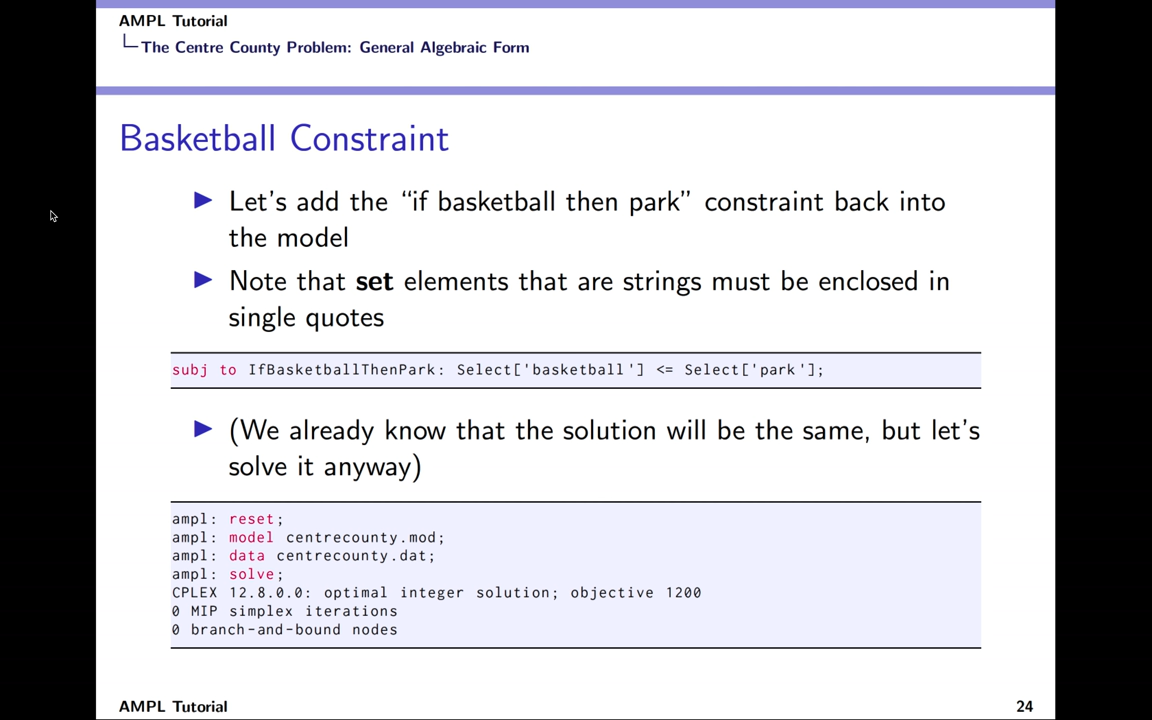 AMPL Tutorial
The Centre County Problem: General Algebraic Form
Basketball Constraint
Let's add the “if basketball then park” constraint back into
the model
Note that set elements that are strings must be enclosed in
single quotes
subj to IfBasketballThenPark: Select['basketball'] <= Select['park'];
(We already know that the solution will be the same, but let's
solve it anyway)
ampl: reset;
ampl: model centrecounty.mod;
ampl: data centrecounty.dat;
ampl: solve;
CPLEX 12.8.0.0: optimal integer solution; objective 1200
0 MIP simplex iterations
0 branch-and-bound nodes
AMPL Tutorial
24